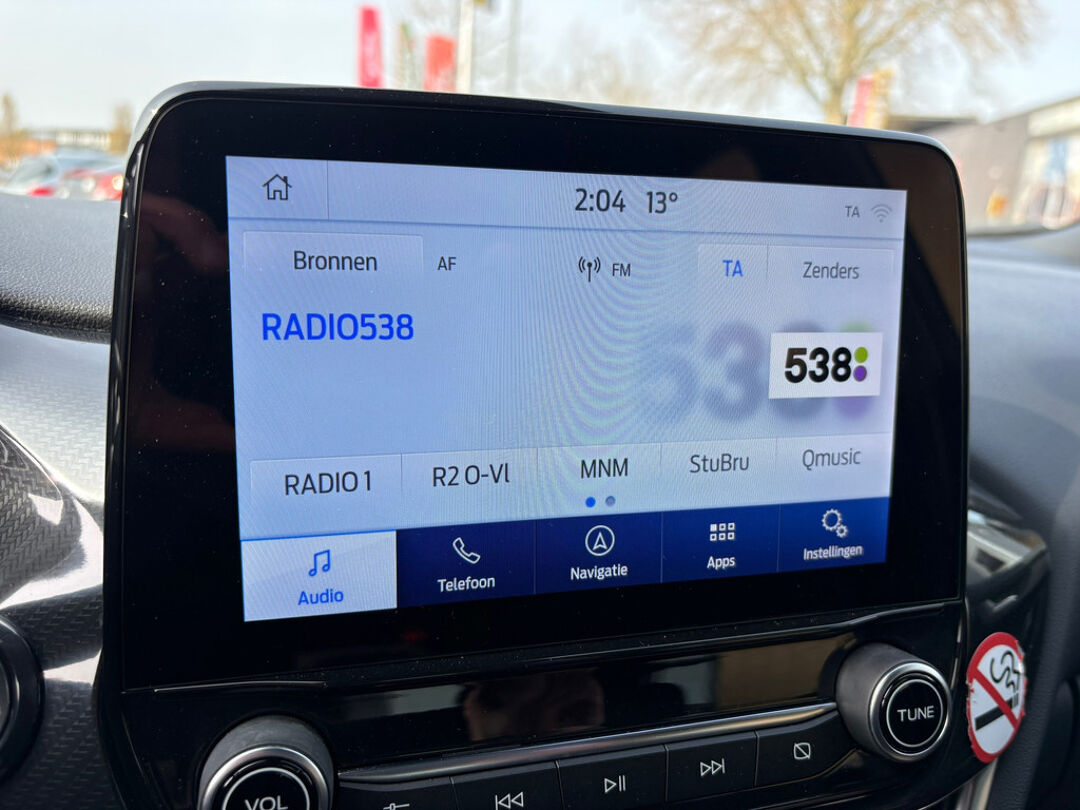 2:04 13°
TA
Bronnen AF FM TA Zenders
RADIO538
538
RADIO 1 R2 O-Vl MNM StuBru Qmusic
Audio Telefoon Navigatie Apps Instellingen
TUNE
VOL